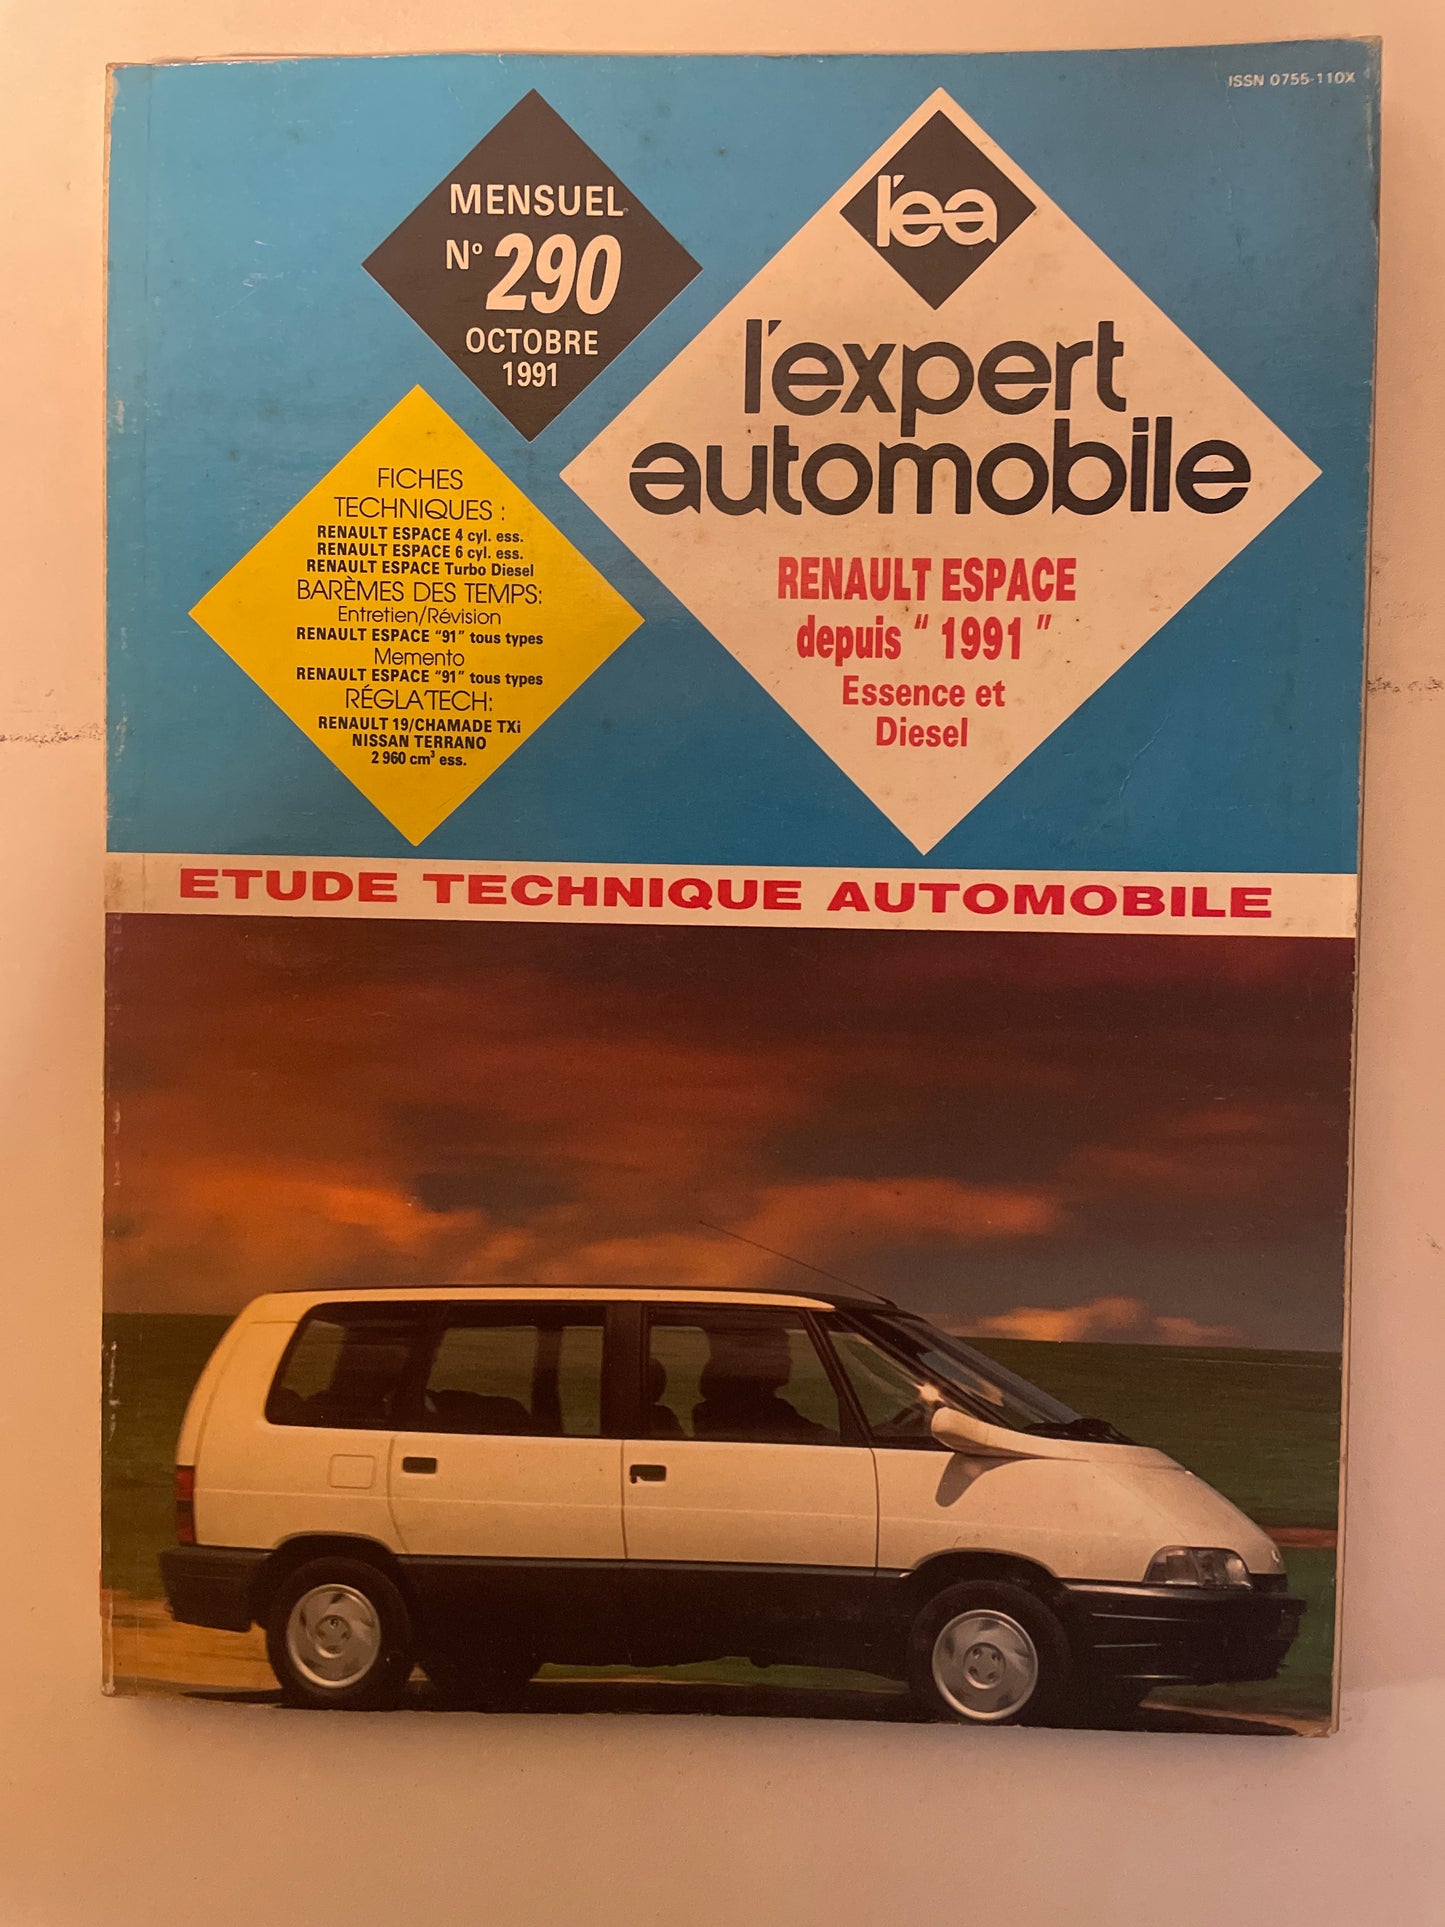 ISSN 0755-110X
MENSUEL
N° 290
OCTOBRE
1991
l'ea
l'expert
automobile
RENAULT ESPACE
depuis " 1991 "
Essence et
Diesel
FICHES
TECHNIQUES :
RENAULT ESPACE 4 cyl. ess.
RENAULT ESPACE 6 cyl. ess.
RENAULT ESPACE Turbo Diesel
BARÈMES DES TEMPS:
Entretien/Révision
RENAULT ESPACE "91" tous types
Memento
RENAULT ESPACE "91" tous types
RÉGLA'TECH:
RENAULT 19/CHAMADE TXi
NISSAN TERRANO
2 960 cm³ ess.
ETUDE TECHNIQUE AUTOMOBILE